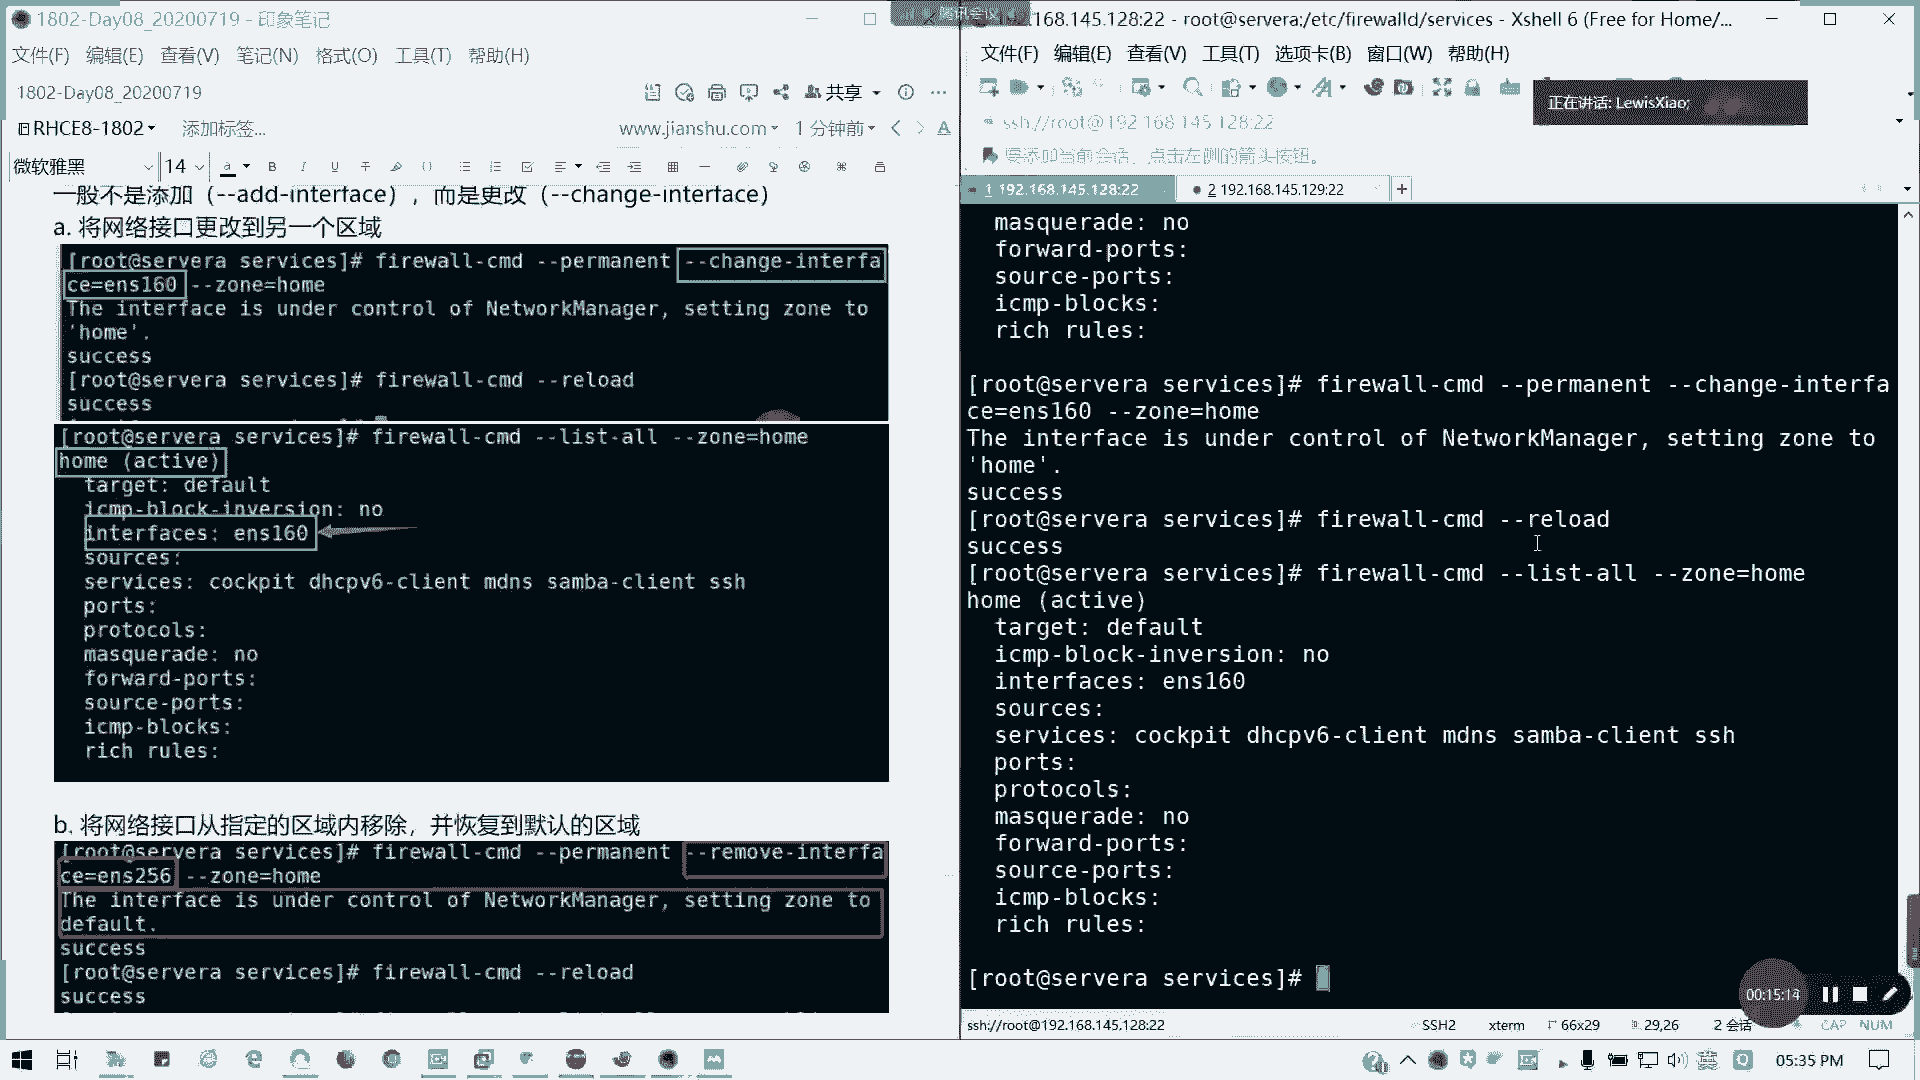 1802-Day08_20200719 - 印象笔记
文件(F) 编辑(E) 查看(V) 笔记(N) 格式(O) 工具(T) 帮助(H)
1802-Day08_20200719
共享
RHCE8-1802
添加标签...
www.jianshu.com
1 分钟前
微软雅黑
14
一般不是添加（--add-interface），而是更改（--change-interface）
a. 将网络接口更改到另一个区域
[root@servera services]# firewall-cmd --permanent --change-interfa
ce=ens160 --zone=home
The interface is under control of NetworkManager, setting zone to
'home'.
success
[root@servera services]# firewall-cmd --reload
success
[root@servera services]# firewall-cmd --list-all --zone=home
home (active)
target: default
icmp-block-inversion: no
interfaces: ens160
sources:
services: cockpit dhcpv6-client mdns samba-client ssh
ports:
protocols:
masquerade: no
forward-ports:
source-ports:
icmp-blocks:
rich rules:
b. 将网络接口从指定的区域内移除，并恢复到默认的区域
[root@servera services]# firewall-cmd --permanent --remove-interfa
ce=ens256 --zone=home
The interface is under control of NetworkManager, setting zone to
default.
success
[root@servera services]# firewall-cmd --reload
success
腾讯会议
.168.145.128:22 - root@servera:/etc/firewalld/services - Xshell 6 (Free for Home/...
文件(F) 编辑(E) 查看(V) 工具(T) 选项卡(B) 窗口(W) 帮助(H)
正在讲话: LewisXiao;
ssh://root@192.168.145.128:22
要添加当前会话，点击左侧的箭头按钮。
1 192.168.145.128:22
2 192.168.145.129:22
masquerade: no
forward-ports:
source-ports:
icmp-blocks:
rich rules:
[root@servera services]# firewall-cmd --permanent --change-interfa
ce=ens160 --zone=home
The interface is under control of NetworkManager, setting zone to
'home'.
success
[root@servera services]# firewall-cmd --reload
success
[root@servera services]# firewall-cmd --list-all --zone=home
home (active)
target: default
icmp-block-inversion: no
interfaces: ens160
sources:
services: cockpit dhcpv6-client mdns samba-client ssh
ports:
protocols:
masquerade: no
forward-ports:
source-ports:
icmp-blocks:
rich rules:
[root@servera services]#
00:15:14
ssh://root@192.168.145.128:22
SSH2
xterm
66x29
29,26
2 会话
CAP
NUM
英
05:35 PM